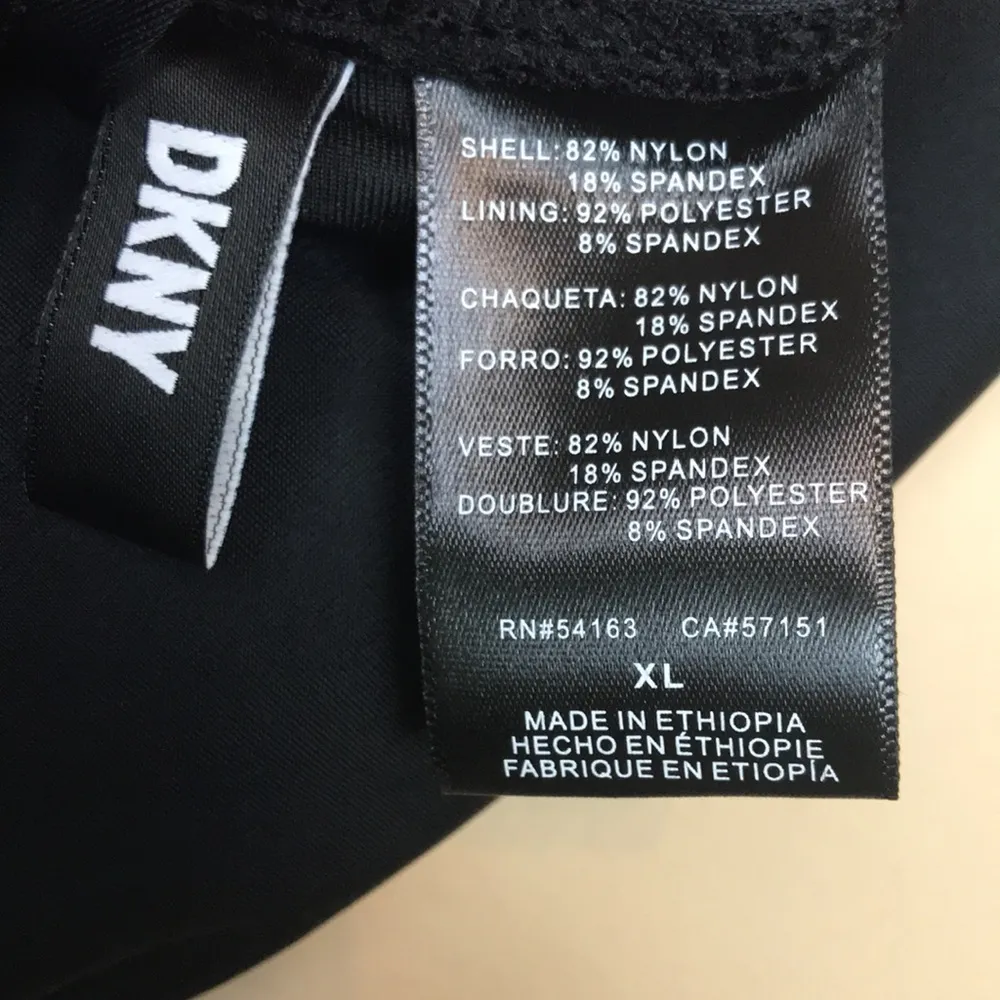 DKNY
SHELL: 82% NYLON
18% SPANDEX
LINING: 92% POLYESTER
8% SPANDEX
CHAQUETA: 82% NYLON
18% SPANDEX
FORRO: 92% POLYESTER
8% SPANDEX
VESTE: 82% NYLON
18% SPANDEX
DOUBLURE: 92% POLYESTER
8% SPANDEX
RN#54163 CA#57151
XL
MADE IN ETHIOPIA
HECHO EN ÉTHIOPIE
FABRIQUE EN ETIOPÍA